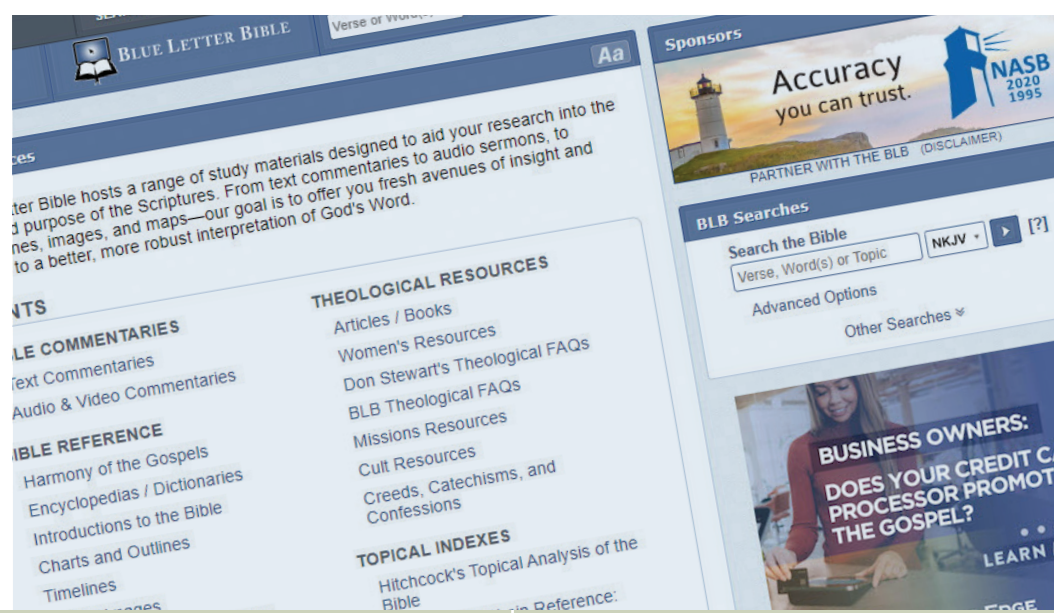 BLUE LETTER BIBLE
Verse or Word(s)
Aa
ces
tter Bible hosts a range of study materials designed to aid your research into the
d purpose of the Scriptures. From text commentaries to audio sermons, to
nes, images, and maps—our goal is to offer you fresh avenues of insight and
to a better, more robust interpretation of God's Word.
NTS
LE COMMENTARIES
Text Commentaries
Audio & Video Commentaries
IBLE REFERENCE
Harmony of the Gospels
Encyclopedias / Dictionaries
Introductions to the Bible
Charts and Outlines
Timelines
THEOLOGICAL RESOURCES
Articles / Books
Women's Resources
Don Stewart's Theological FAQs
BLB Theological FAQs
Missions Resources
Cult Resources
Creeds, Catechisms, and
Confessions
TOPICAL INDEXES
Hitchcock's Topical Analysis of the
Bible
Reference:
Sponsors
Accuracy
you can trust.
NASB
2020
1995
PARTNER WITH THE BLB (DISCLAIMER)
BLB Searches
Search the Bible
Verse, Word(s) or Topic
NKJV
[?]
Advanced Options
Other Searches
BUSINESS OWNERS:
DOES YOUR CREDIT CA
PROCESSOR PROMOT
THE GOSPEL?
LEARN
EDGE